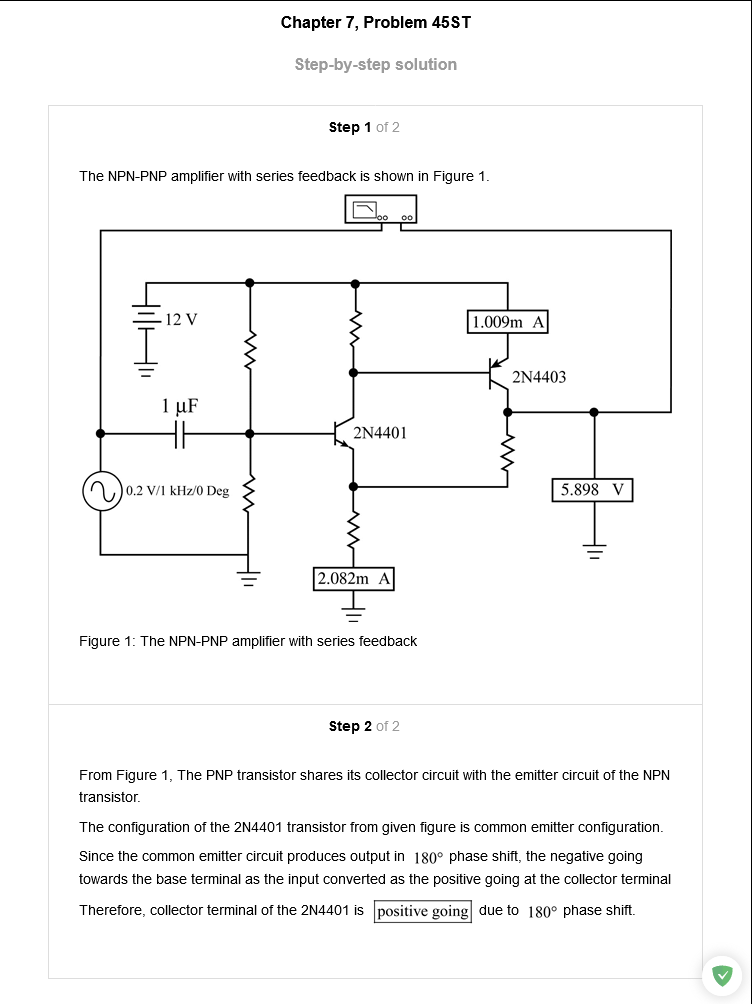 Chapter 7, Problem 45ST
Step-by-step solution
Step 1 of 2
The NPN-PNP amplifier with series feedback is shown in Figure 1.
12 V
1.009m A
2N4403
1 μF
2N4401
0.2 V/1 kHz/0 Deg
5.898 V
2.082m A
Figure 1: The NPN-PNP amplifier with series feedback
Step 2 of 2
From Figure 1, The PNP transistor shares its collector circuit with the emitter circuit of the NPN
transistor.
The configuration of the 2N4401 transistor from given figure is common emitter configuration.
Since the common emitter circuit produces output in 180° phase shift, the negative going
towards the base terminal as the input converted as the positive going at the collector terminal
Therefore, collector terminal of the 2N4401 is positive going due to 180° phase shift.